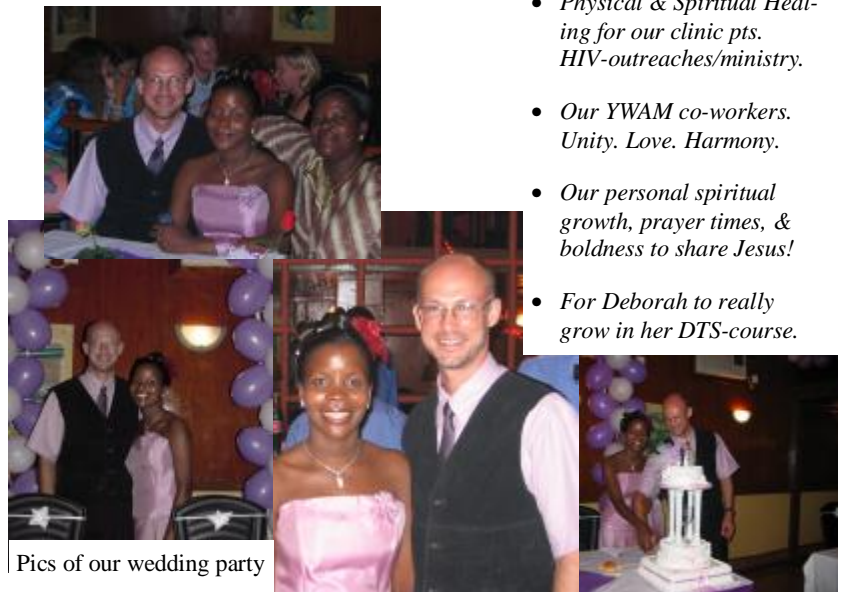 • Physical & Spiritual Heal-
ing for our clinic pts.
HIV-outreaches/ministry.
• Our YWAM co-workers.
Unity. Love. Harmony.
• Our personal spiritual
growth, prayer times, &
boldness to share Jesus!
• For Deborah to really
grow in her DTS-course.
Pics of our wedding party